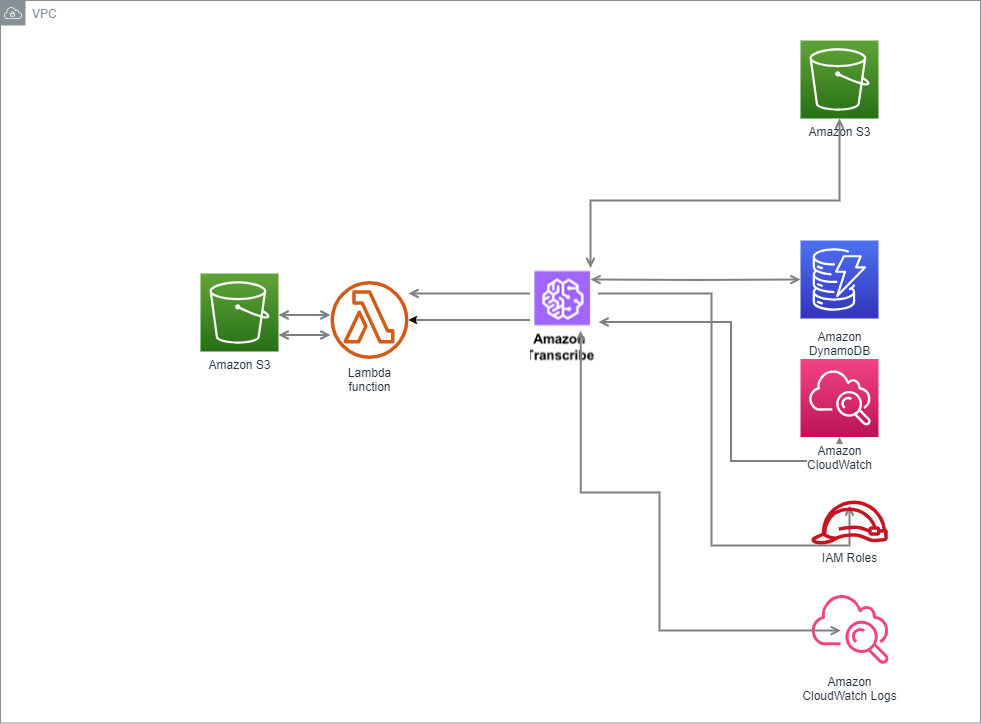 VPC
Amazon S3
Amazon S3
Lambda
function
Amazon
Transcribe
Amazon
DynamoDB
Amazon
CloudWatch
IAM Roles
Amazon
CloudWatch Logs